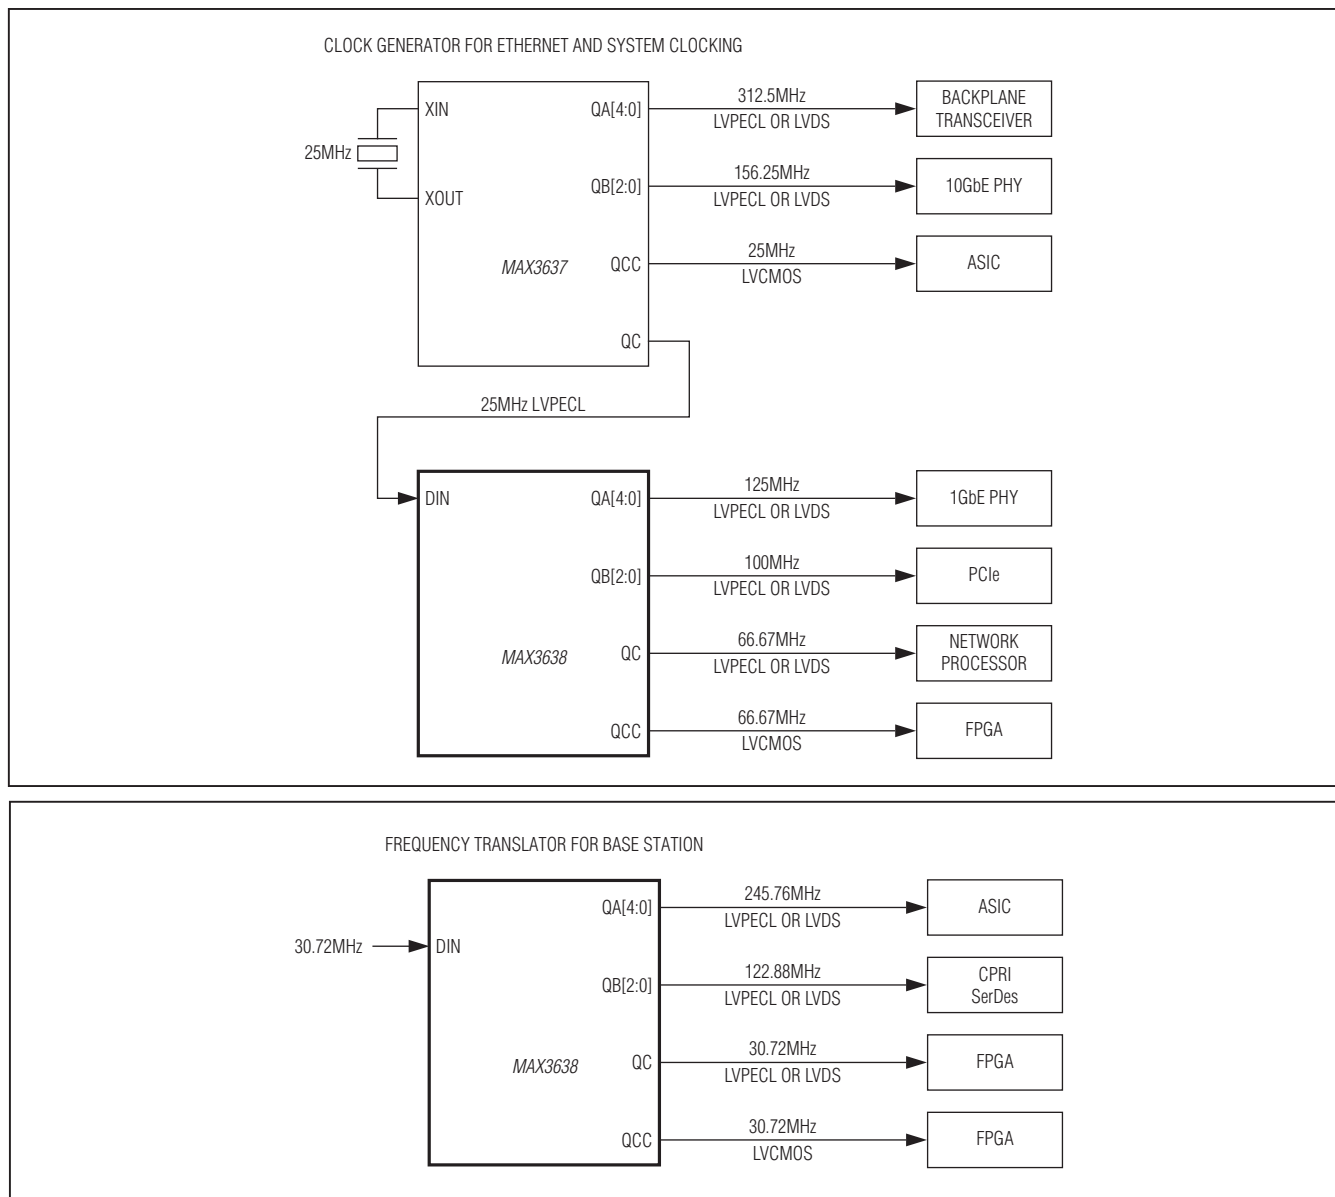 CLOCK GENERATOR FOR ETHERNET AND SYSTEM CLOCKING
XIN
25MHz
XOUT
MAX3637
QA[4:0]
312.5MHz
LVPECL OR LVDS
BACKPLANE
TRANSCEIVER
QB[2:0]
156.25MHz
LVPECL OR LVDS
10GbE PHY
QCC
25MHz
LVCMOS
ASIC
QC
25MHz LVPECL
DIN
MAX3638
QA[4:0]
125MHz
LVPECL OR LVDS
1GbE PHY
QB[2:0]
100MHz
LVPECL OR LVDS
PCIe
QC
66.67MHz
LVPECL OR LVDS
NETWORK
PROCESSOR
QCC
66.67MHz
LVCMOS
FPGA
FREQUENCY TRANSLATOR FOR BASE STATION
30.72MHz
DIN
MAX3638
QA[4:0]
245.76MHz
LVPECL OR LVDS
ASIC
QB[2:0]
122.88MHz
LVPECL OR LVDS
CPRI
SerDes
QC
30.72MHz
LVPECL OR LVDS
FPGA
QCC
30.72MHz
LVCMOS
FPGA